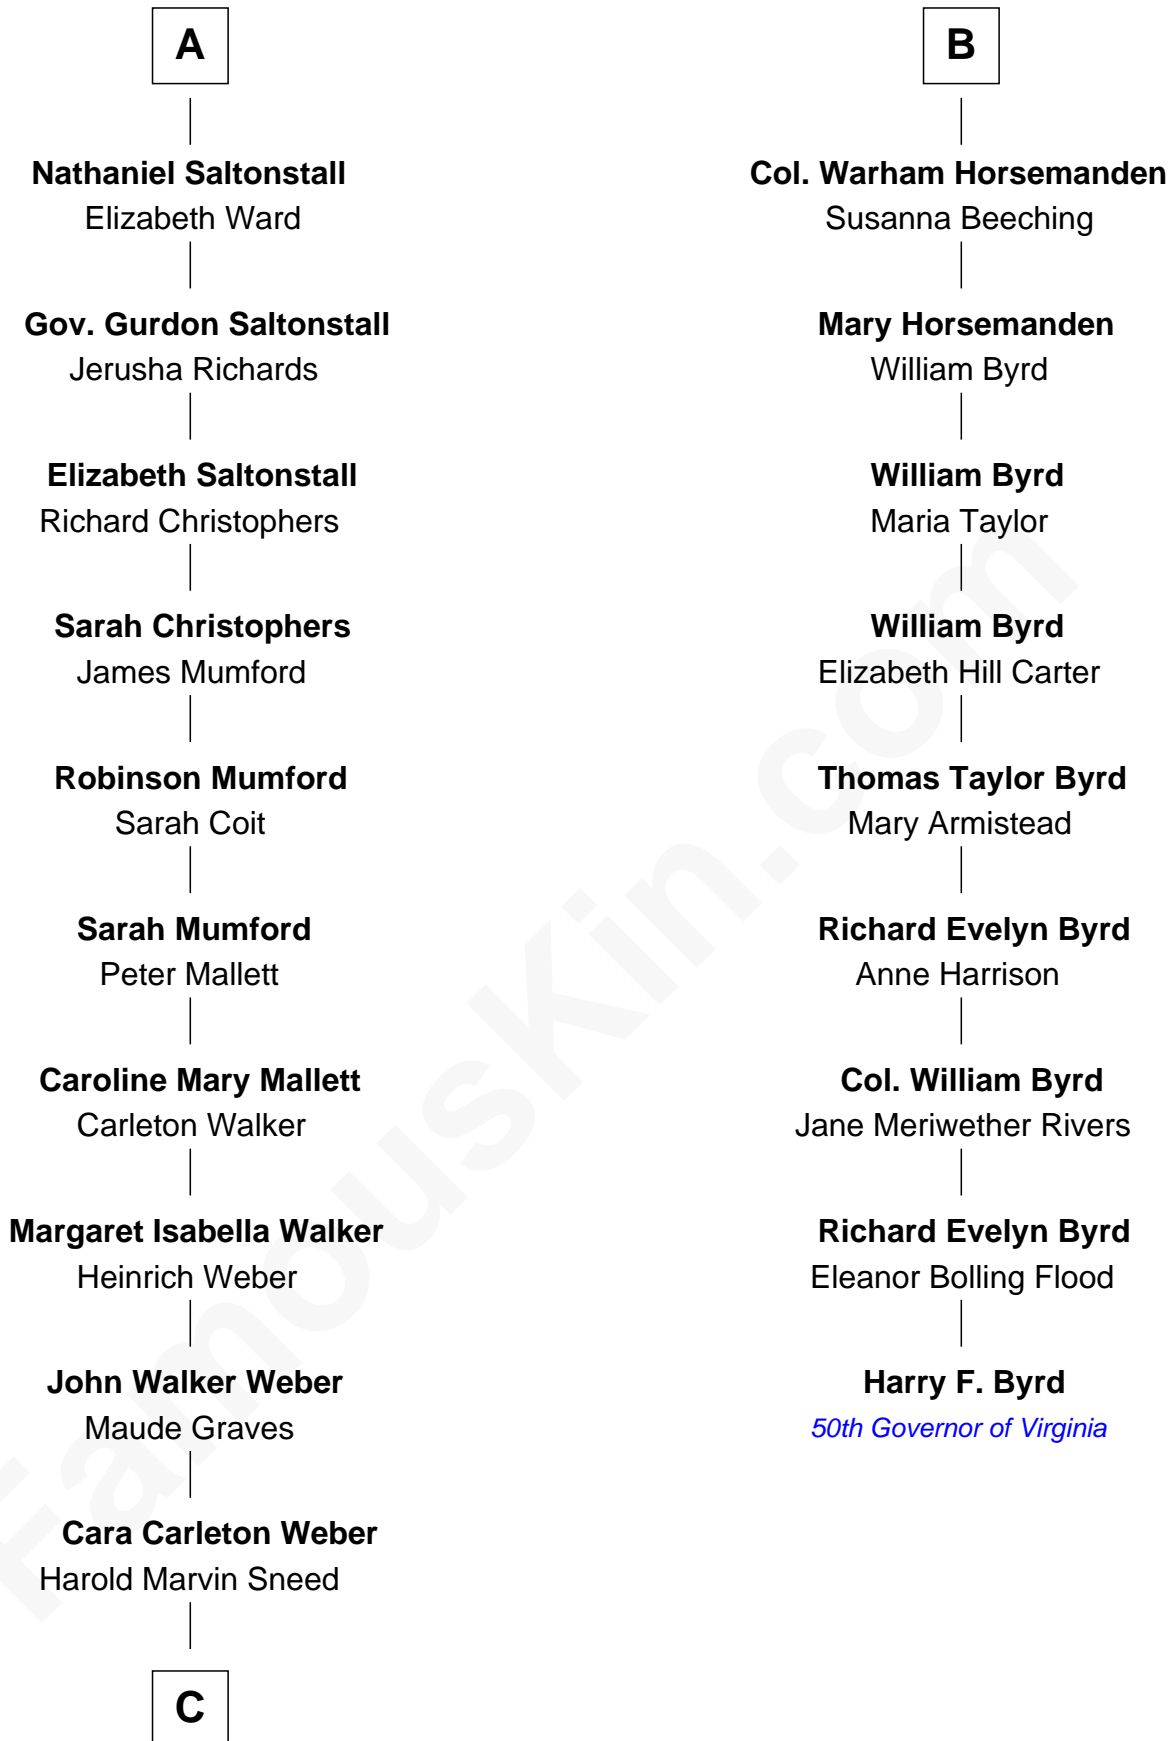 A
Nathaniel Saltonstall
Elizabeth Ward
Gov. Gurdon Saltonstall
Jerusha Richards
Elizabeth Saltonstall
Richard Christophers
Sarah Christophers
James Mumford
Robinson Mumford
Sarah Coit
Sarah Mumford
Peter Mallett
Caroline Mary Mallett
Carleton Walker
Margaret Isabella Walker
Heinrich Weber
John Walker Weber
Maude Graves
Cara Carleton Weber
Harold Marvin Sneed
C
B
Col. Warham Horsemanden
Susanna Beeching
Mary Horsemanden
William Byrd
William Byrd
Maria Taylor
William Byrd
Elizabeth Hill Carter
Thomas Taylor Byrd
Mary Armistead
Richard Evelyn Byrd
Anne Harrison
Col. William Byrd
Jane Meriwether Rivers
Richard Evelyn Byrd
Eleanor Bolling Flood
Harry F. Byrd
50th Governor of Virginia
FamousKin.com